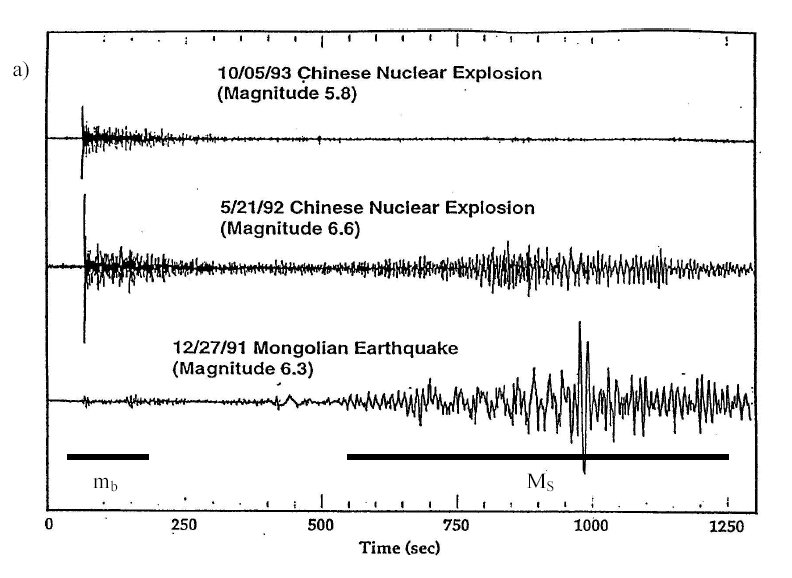 a)
10/05/93 Chinese Nuclear Explosion
(Magnitude 5.8)
5/21/92 Chinese Nuclear Explosion
(Magnitude 6.6)
12/27/91 Mongolian Earthquake
(Magnitude 6.3)
mb MS
0 250 500 750 1000 1250
Time (sec)